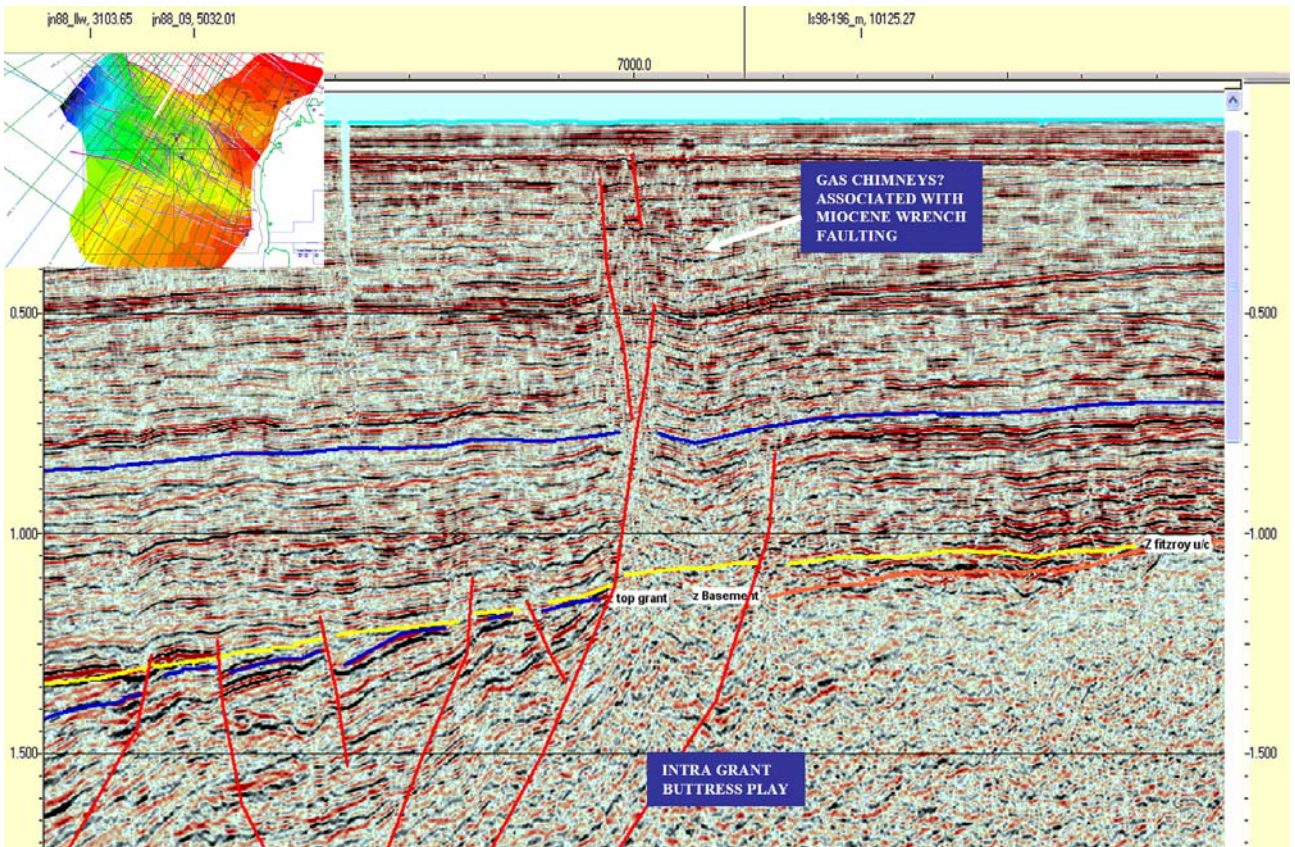 jn88_llw, 3103.65 jn88_09, 5032.01 ls98-196_m, 10125.27
7000.0
GAS CHIMNEYS?
ASSOCIATED WITH
MIOCENE WRENCH
FAULTING
0.500 -0.500
1.000 -1.000
Z fitzroy u/c
top grant z Basement
1.500 -1.500
INTRA GRANT
BUTTRESS PLAY